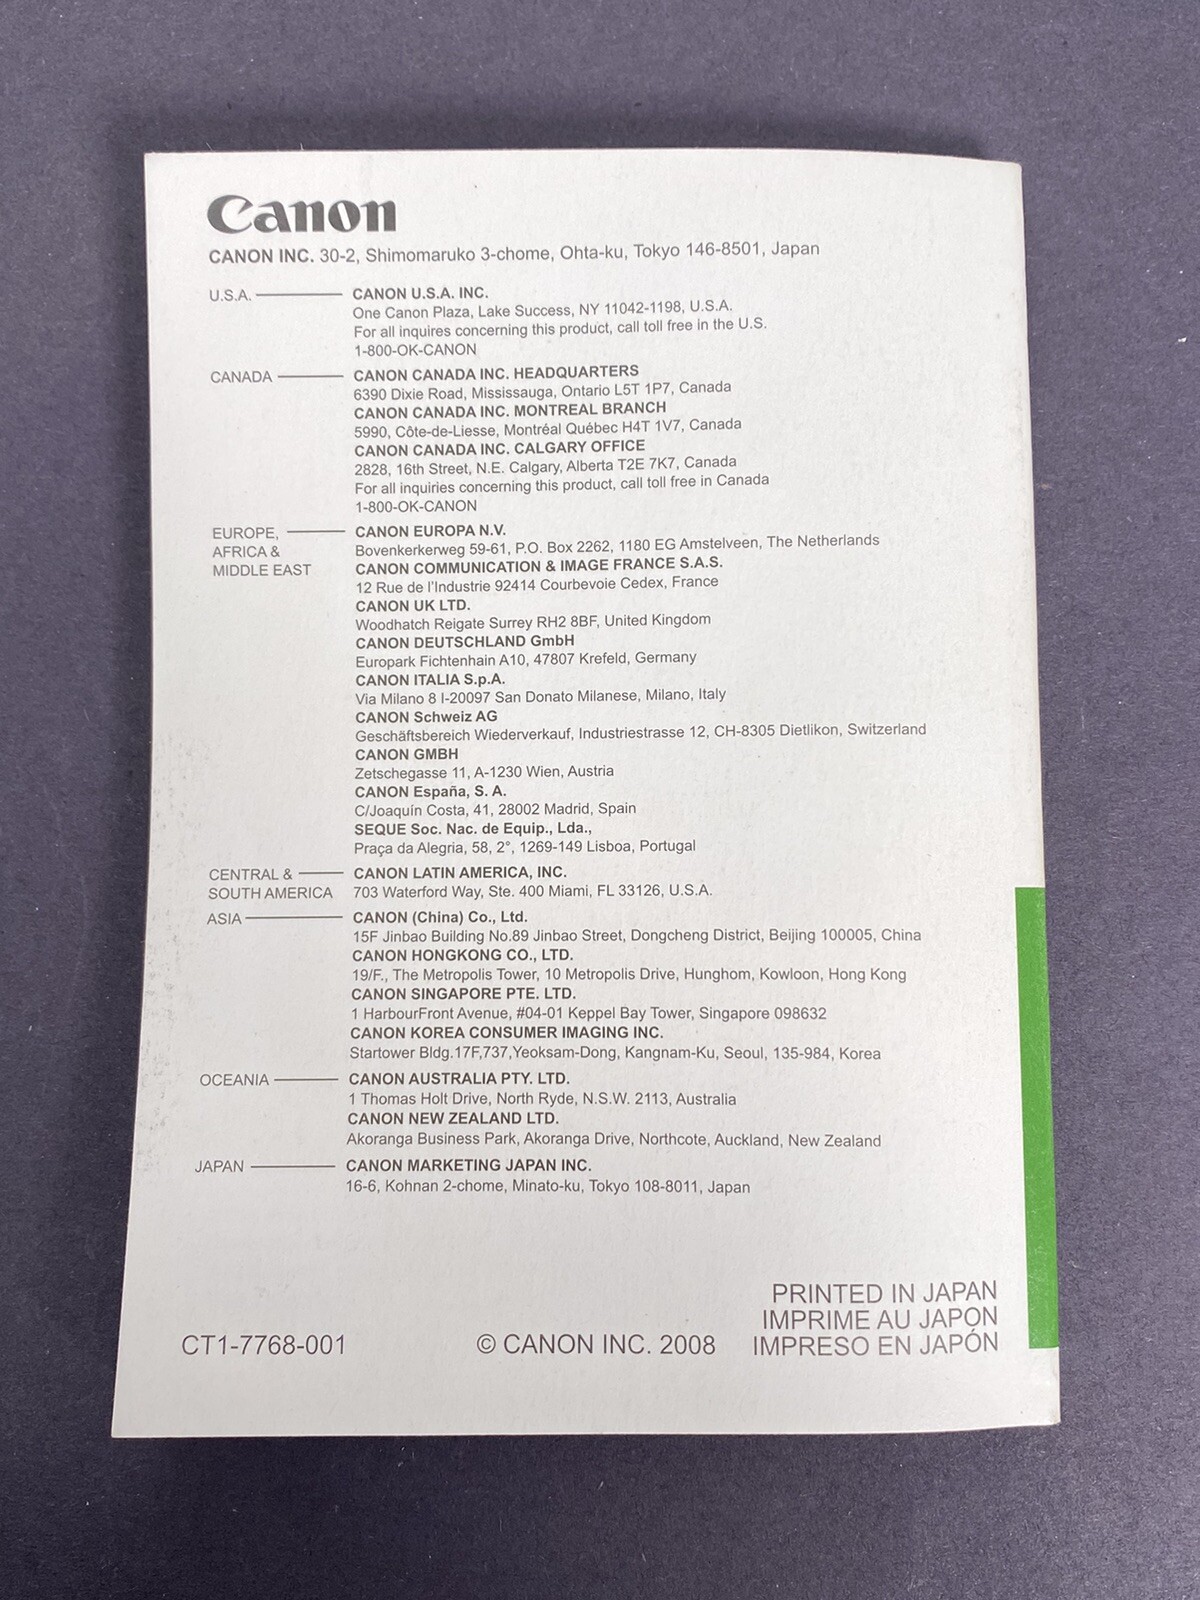 Canon
CANON INC. 30-2, Shimomaruko 3-chome, Ohta-ku, Tokyo 146-8501, Japan
U.S.A. CANON U.S.A. INC.
One Canon Plaza, Lake Success, NY 11042-1198, U.S.A.
For all inquires concerning this product, call toll free in the U.S.
1-800-OK-CANON
CANADA CANON CANADA INC. HEADQUARTERS
6390 Dixie Road, Mississauga, Ontario L5T 1P7, Canada
CANON CANADA INC. MONTREAL BRANCH
5990, Côte-de-Liesse, Montréal Québec H4T 1V7, Canada
CANON CANADA INC. CALGARY OFFICE
2828, 16th Street, N.E. Calgary, Alberta T2E 7K7, Canada
For all inquiries concerning this product, call toll free in Canada
1-800-OK-CANON
EUROPE, CANON EUROPA N.V.
AFRICA & Bovenkerkerweg 59-61, P.O. Box 2262, 1180 EG Amstelveen, The Netherlands
MIDDLE EAST CANON COMMUNICATION & IMAGE FRANCE S.A.S.
12 Rue de l'Industrie 92414 Courbevoie Cedex, France
CANON UK LTD.
Woodhatch Reigate Surrey RH2 8BF, United Kingdom
CANON DEUTSCHLAND GmbH
Europark Fichtenhain A10, 47807 Krefeld, Germany
CANON ITALIA S.p.A.
Via Milano 8 I-20097 San Donato Milanese, Milano, Italy
CANON Schweiz AG
Geschäftsbereich Wiederverkauf, Industriestrasse 12, CH-8305 Dietlikon, Switzerland
CANON GMBH
Zetschegasse 11, A-1230 Wien, Austria
CANON España, S. A.
C/Joaquín Costa, 41, 28002 Madrid, Spain
SEQUE Soc. Nac. de Equip., Lda.,
Praça da Alegria, 58, 2°, 1269-149 Lisboa, Portugal
CENTRAL & CANON LATIN AMERICA, INC.
SOUTH AMERICA 703 Waterford Way, Ste. 400 Miami, FL 33126, U.S.A.
ASIA CANON (China) Co., Ltd.
15F Jinbao Building No.89 Jinbao Street, Dongcheng District, Beijing 100005, China
CANON HONGKONG CO., LTD.
19/F., The Metropolis Tower, 10 Metropolis Drive, Hunghom, Kowloon, Hong Kong
CANON SINGAPORE PTE. LTD.
1 HarbourFront Avenue, #04-01 Keppel Bay Tower, Singapore 098632
CANON KOREA CONSUMER IMAGING INC.
Startower Bldg.17F,737,Yeoksam-Dong, Kangnam-Ku, Seoul, 135-984, Korea
OCEANIA CANON AUSTRALIA PTY. LTD.
1 Thomas Holt Drive, North Ryde, N.S.W. 2113, Australia
CANON NEW ZEALAND LTD.
Akoranga Business Park, Akoranga Drive, Northcote, Auckland, New Zealand
JAPAN CANON MARKETING JAPAN INC.
16-6, Kohnan 2-chome, Minato-ku, Tokyo 108-8011, Japan
PRINTED IN JAPAN
IMPRIME AU JAPON
CT1-7768-001 © CANON INC. 2008 IMPRESO EN JAPÓN